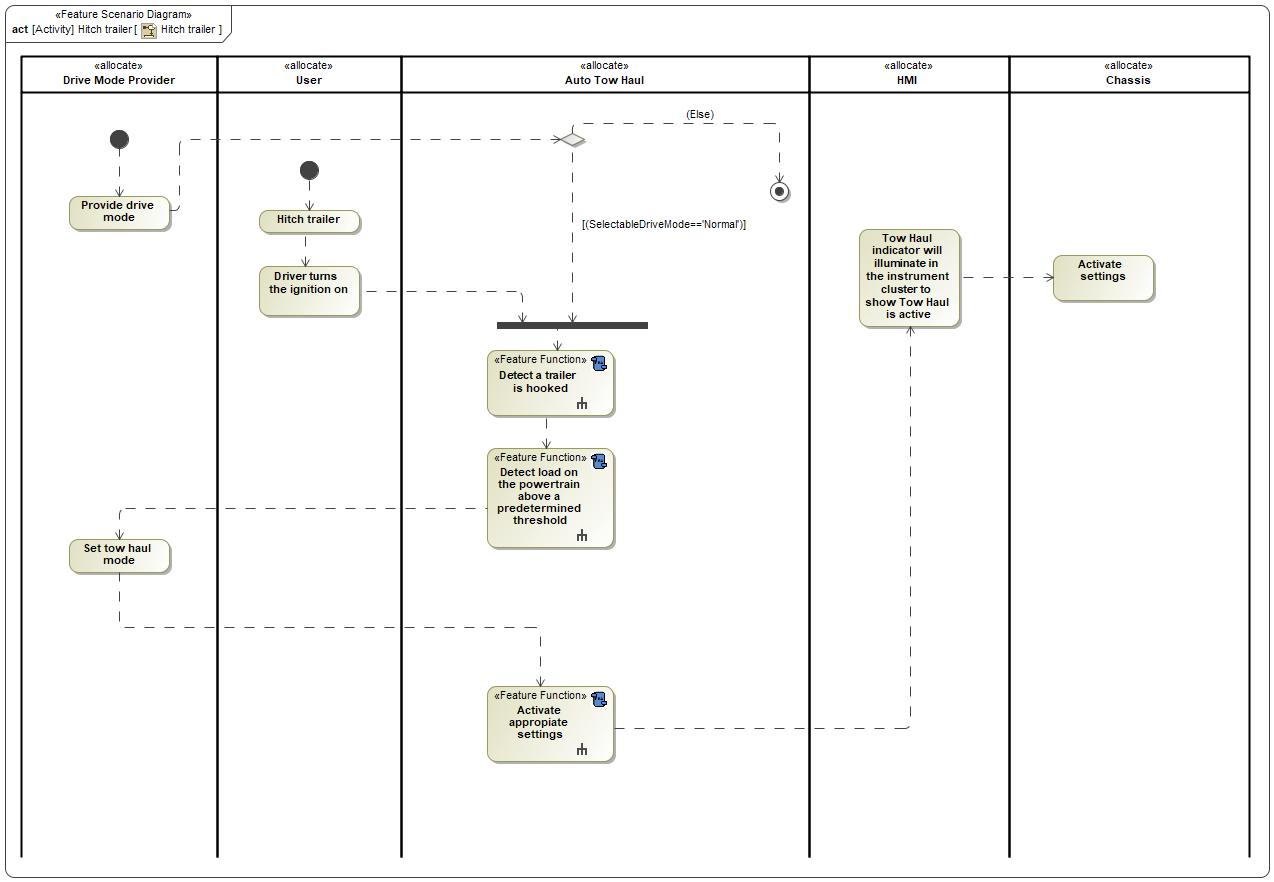 «Feature Scenario Diagram»
act [Activity] Hitch trailer [ Hitch trailer ]
«allocate»
Drive Mode Provider
«allocate»
User
«allocate»
Auto Tow Haul
«allocate»
HMI
«allocate»
Chassis
(Else)
Provide drive
mode
Hitch trailer
[(SelectableDriveMode=='Normal')]
Driver turns
the ignition on
Tow Haul
indicator will
illuminate in
the instrument
cluster to
show Tow Haul
is active
Activate
settings
«Feature Function»
Detect a trailer
is hooked
«Feature Function»
Detect load on
the powertrain
above a
predetermined
threshold
Set tow haul
mode
«Feature Function»
Activate
appropiate
settings